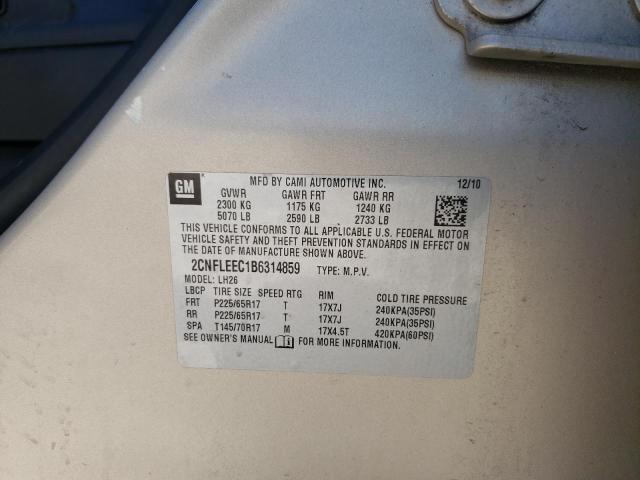 GM
MFD BY CAMI AUTOMOTIVE INC. 12/10
GVWR GAWR FRT GAWR RR
2300 KG 1175 KG 1240 KG
5070 LB 2590 LB 2733 LB
THIS VEHICLE CONFORMS TO ALL APPLICABLE U.S. FEDERAL MOTOR
VEHICLE SAFETY AND THEFT PREVENTION STANDARDS IN EFFECT ON
THE DATE OF MANUFACTURE SHOWN ABOVE.
2CNFLEEC1B6314859 TYPE: M.P.V.
MODEL: LH26
LBCP TIRE SIZE SPEED RTG RIM COLD TIRE PRESSURE
FRT P225/65R17 T 17X7J 240KPA(35PSI)
RR P225/65R17 T 17X7J 240KPA(35PSI)
SPA T145/70R17 M 17X4.5T 420KPA(60PSI)
SEE OWNER'S MANUAL FOR MORE INFORMATION.